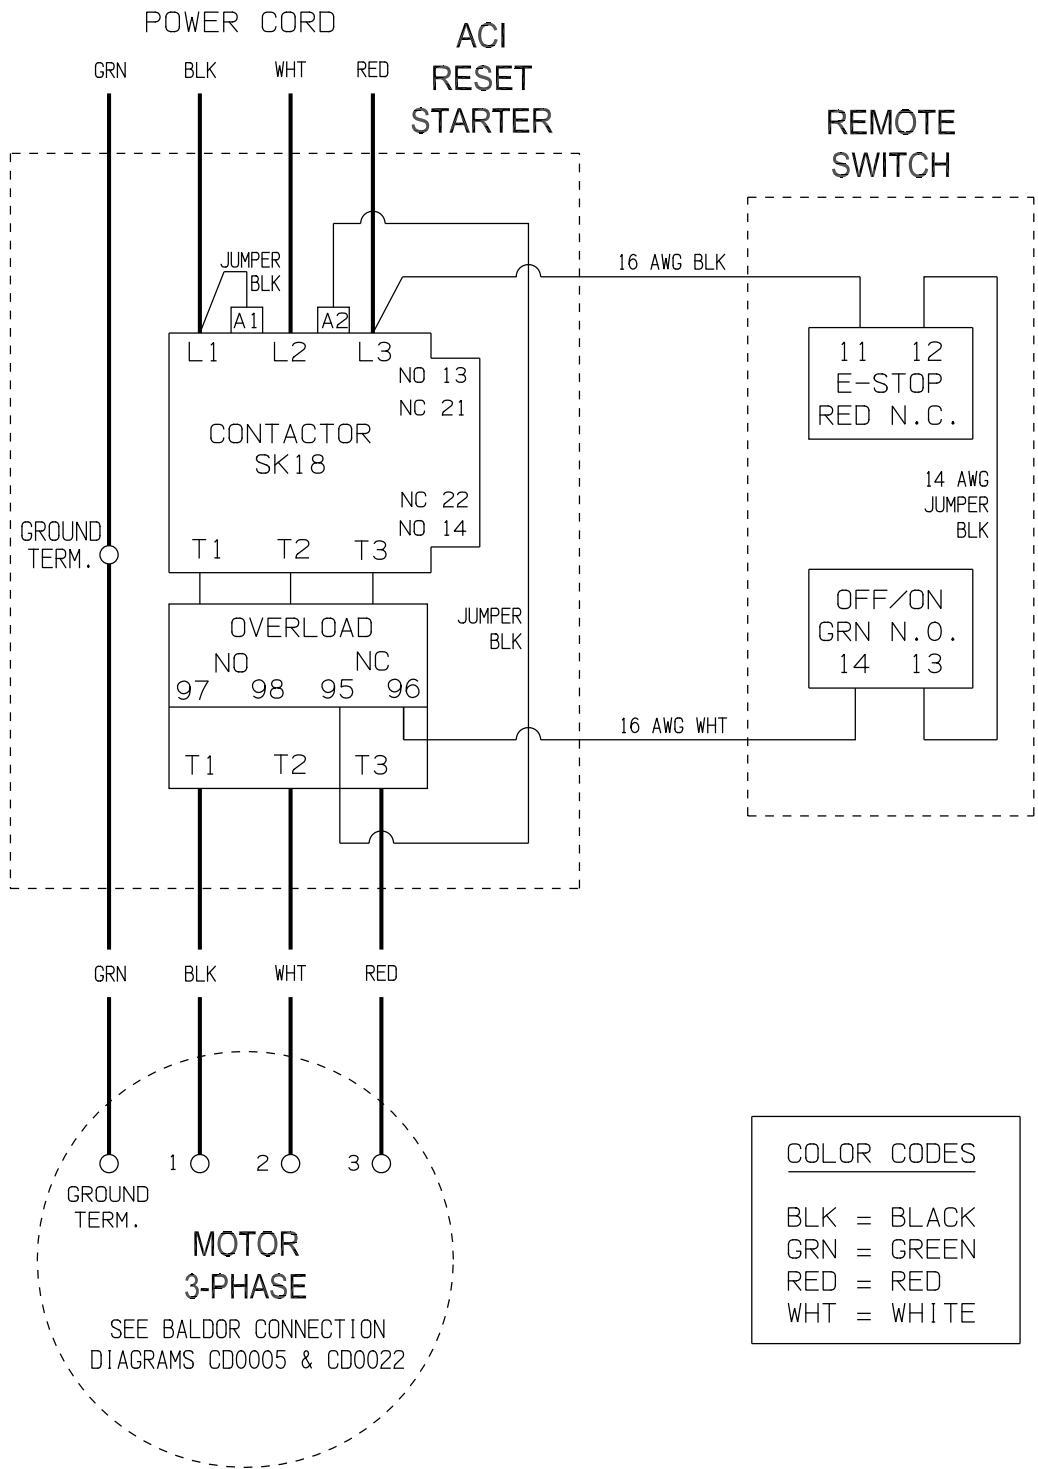 POWER CORD
ACI
RESET
STARTER
GRN BLK WHT RED
REMOTE
SWITCH
JUMPER
BLK
16 AWG BLK
A1 A2
L1 L2 L3
NO 13
NC 21
CONTACTOR
SK18
NC 22
NO 14
T1 T2 T3
GROUND
TERM.
11 12
E-STOP
RED N.C.
14 AWG
JUMPER
BLK
OFF/ON
GRN N.O.
14 13
OVERLOAD
NO NC
97 98 95 96
JUMPER
BLK
16 AWG WHT
T1 T2 T3
GRN BLK WHT RED
1 2 3
GROUND
TERM.
MOTOR
3-PHASE
SEE BALDOR CONNECTION
DIAGRAMS CD0005 & CD0022
COLOR CODES
BLK = BLACK
GRN = GREEN
RED = RED
WHT = WHITE